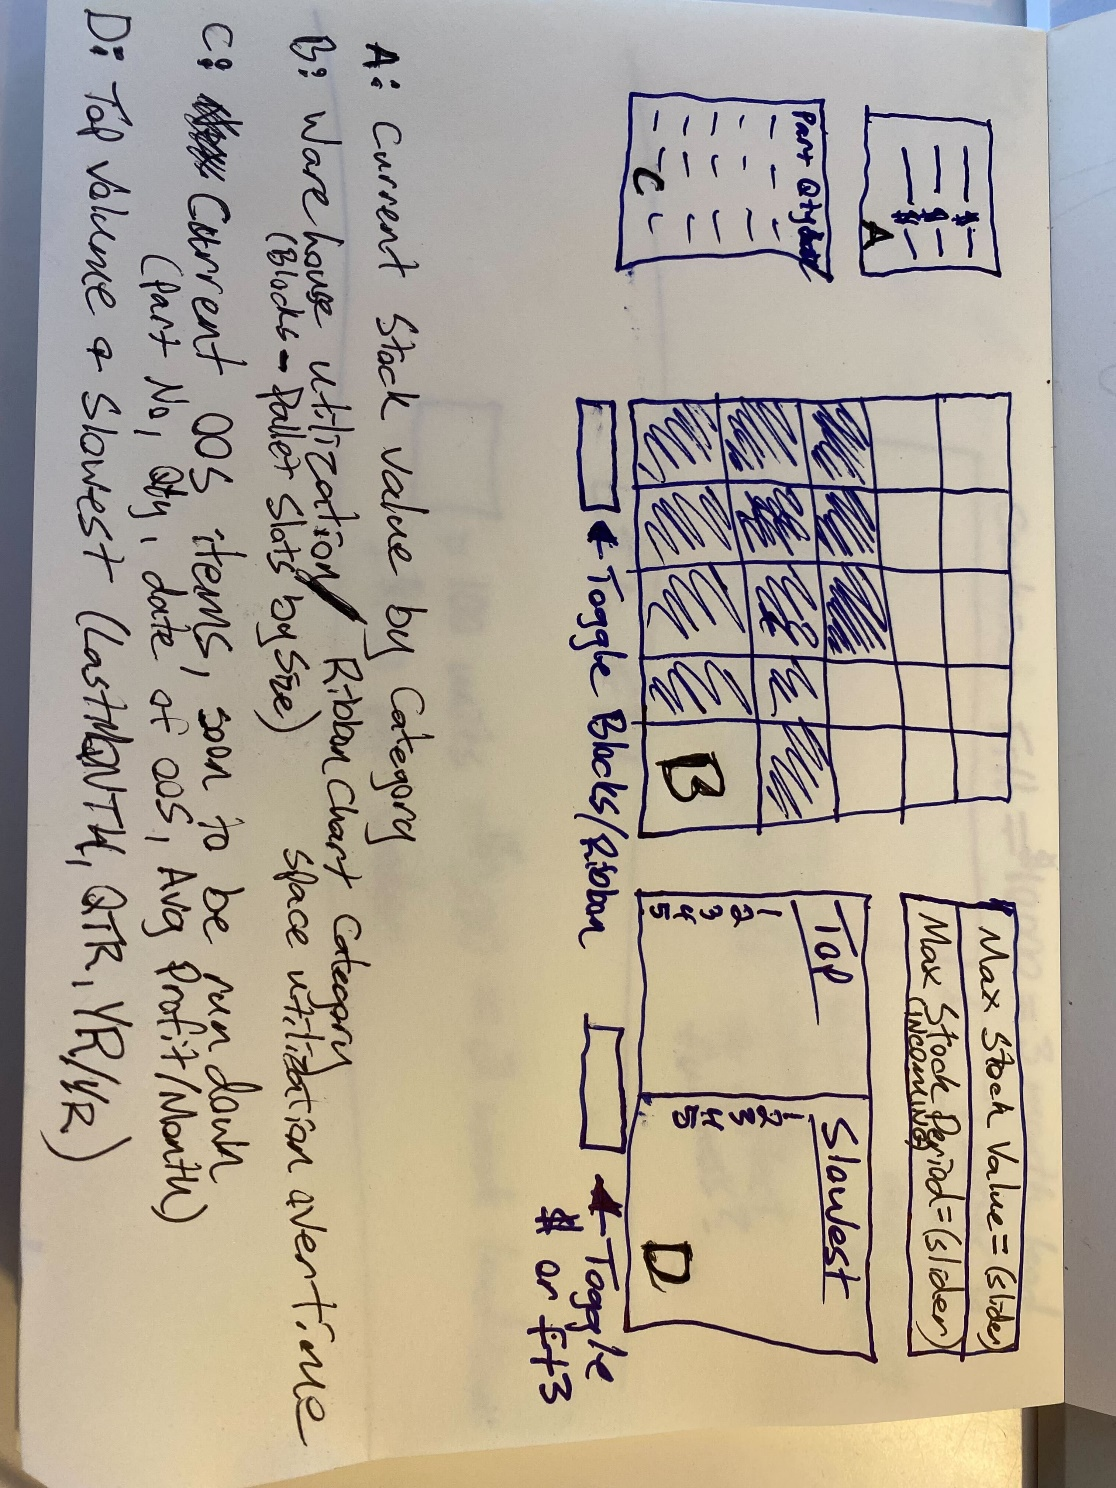 $
$
$
A
Part Qty
C
B
← Toggle Blocks/Ribbon
Max Stock Value = (slider)
Max Stock Period = (slider)
(INCOMING)
Top
1
2
3
4
5
Slowest
1
2
3
4
5
D
← Toggle
$ or Ft3
A: Current Stock value by Category
B: Warehouse utilization/ Ribbon Chart Category
(Blocks - Pallet Slots by Size) space utilization overtime
C: Current OOS items, soon to be run down
(Part No, Qty, date of OOS, Avg Profit/Month)
D: Top Value & Slowest (Last MONTH, QTR, YR/YR)